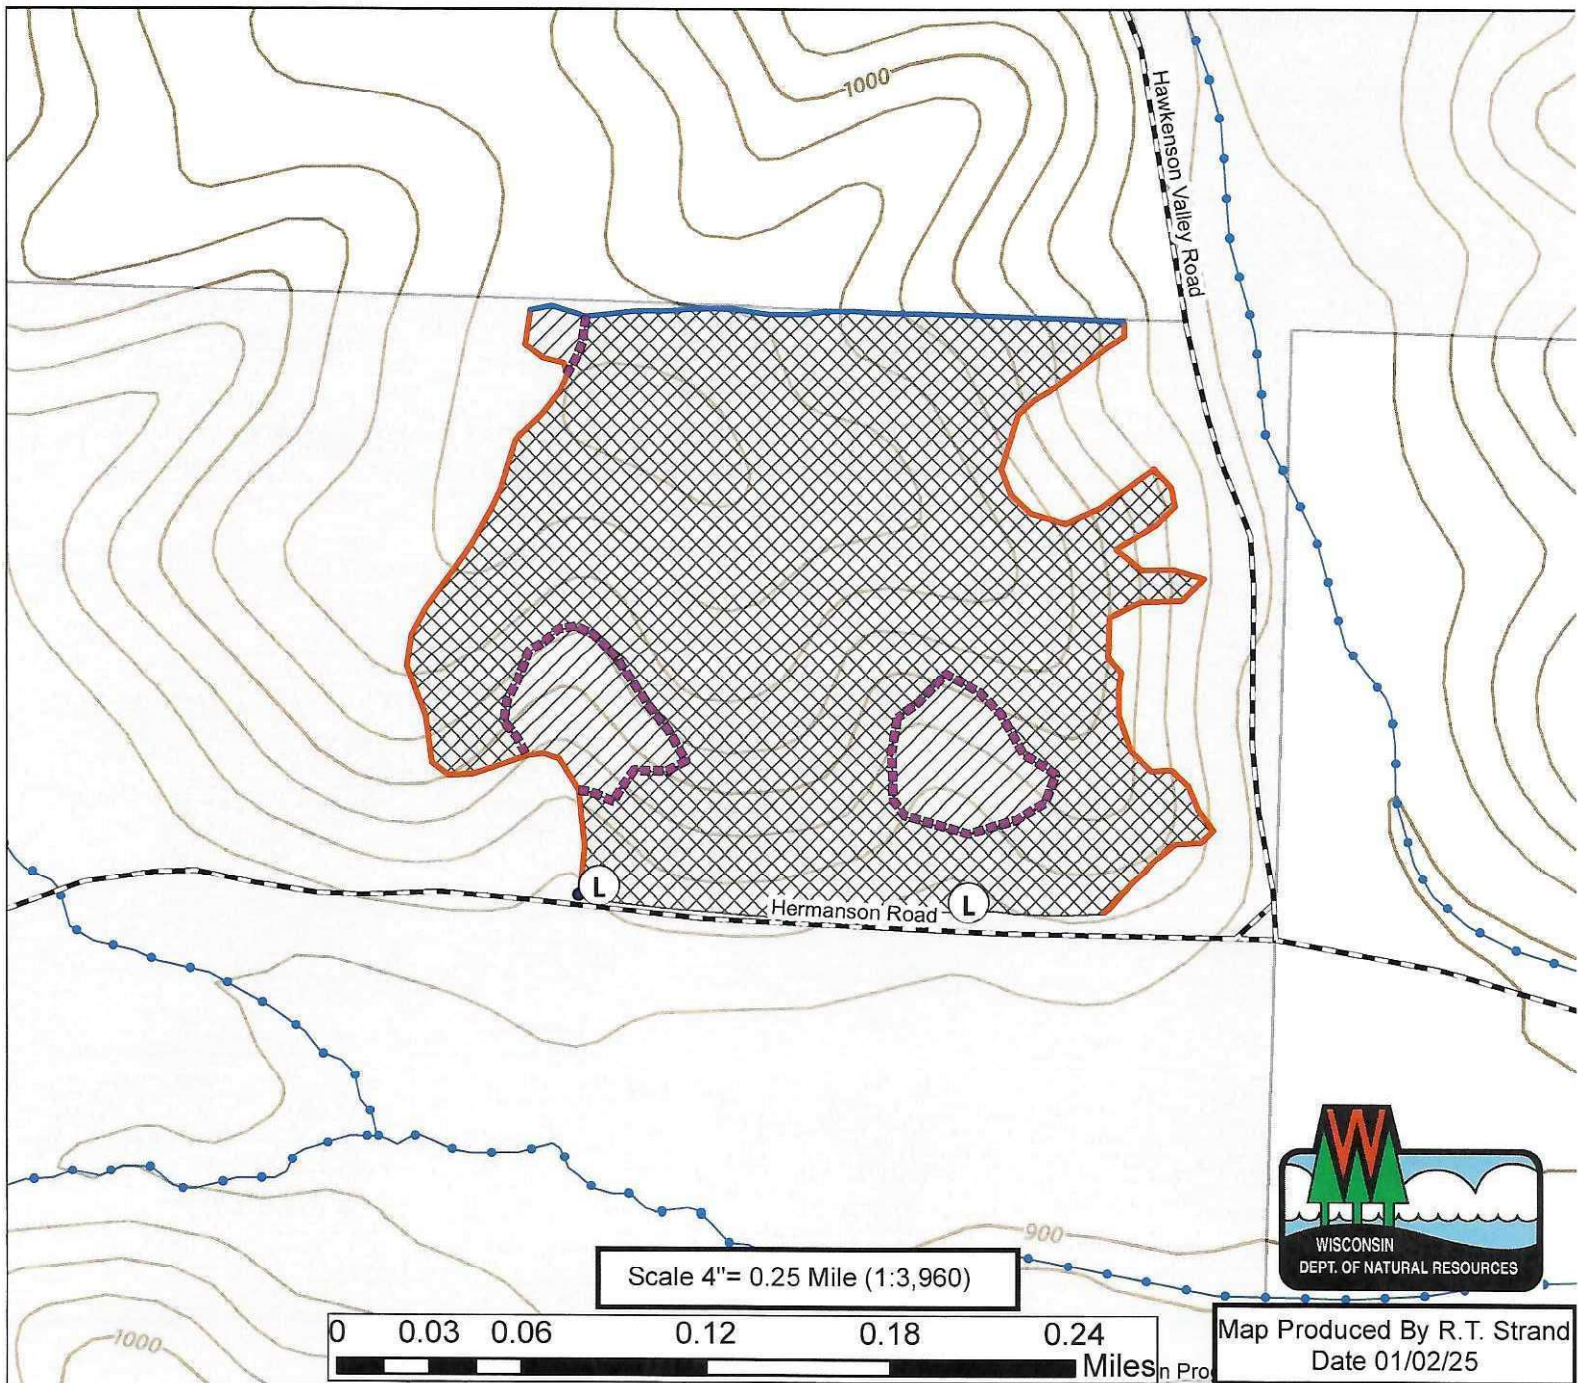 1000
Hawkenson Valley Road
L
L
Hermanson Road
900
WISCONSIN
DEPT. OF NATURAL RESOURCES
Scale 4"= 0.25 Mile (1:3,960)
0 0.03 0.06 0.12 0.18 0.24
Miles
n Pro
Map Produced By R.T. Strand
Date 01/02/25
1000